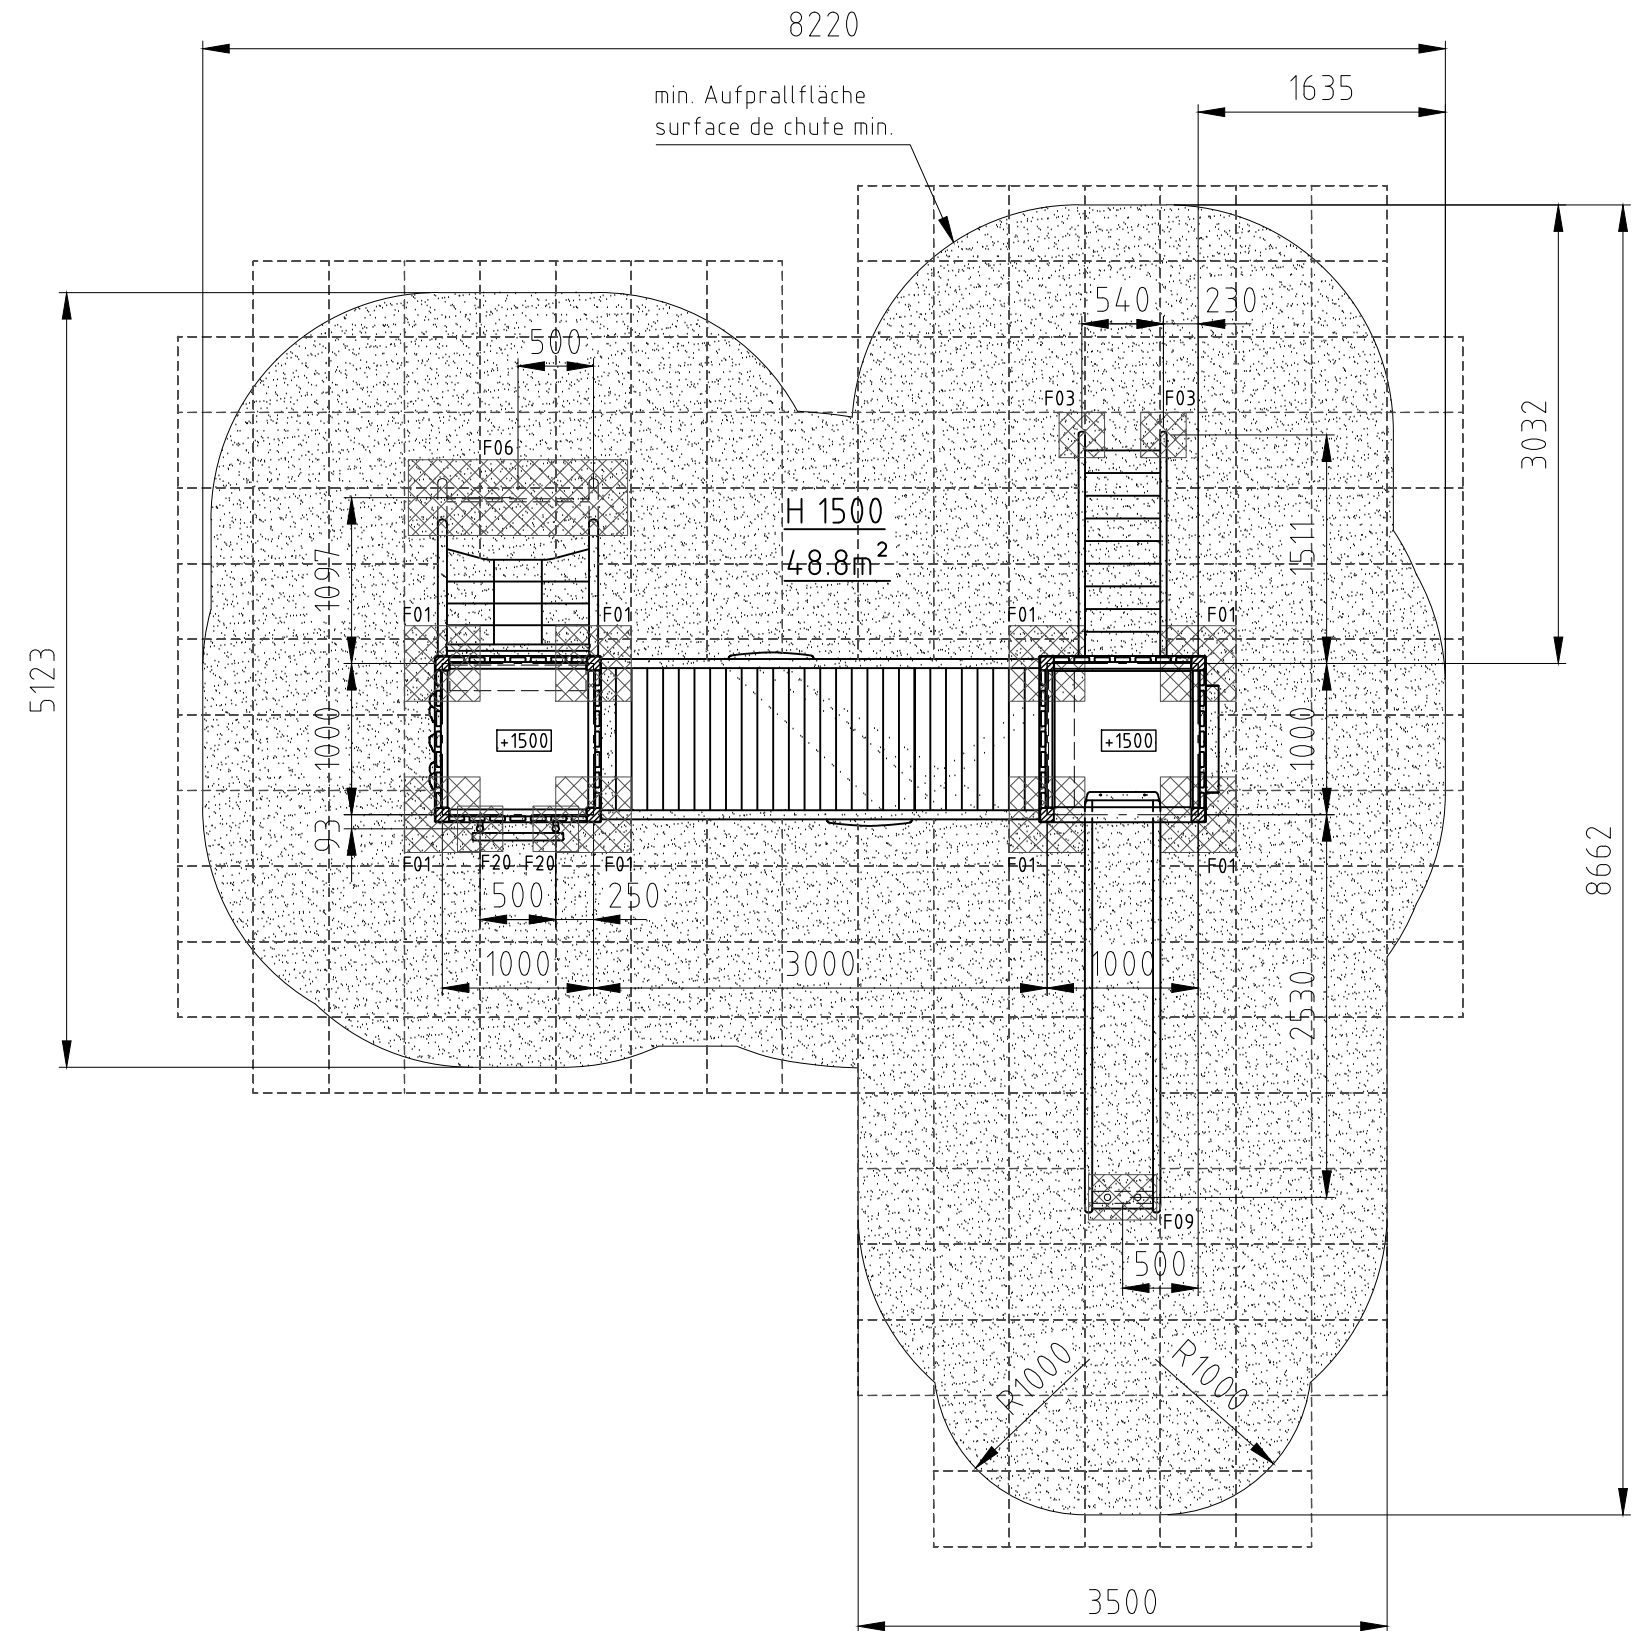 8220
1635
min. Aufprallfläche
surface de chute min.
540
230
500
F03
F03
3032
F06
H 1500
48.8m²
1511
1097
F01
F01
F01
F01
5123
1000
+1500
+1500
1000
93
F01
F20
F20
F01
F01
F01
8662
500
250
1000
3000
1000
2530
F09
500
R1000
R1000
3500